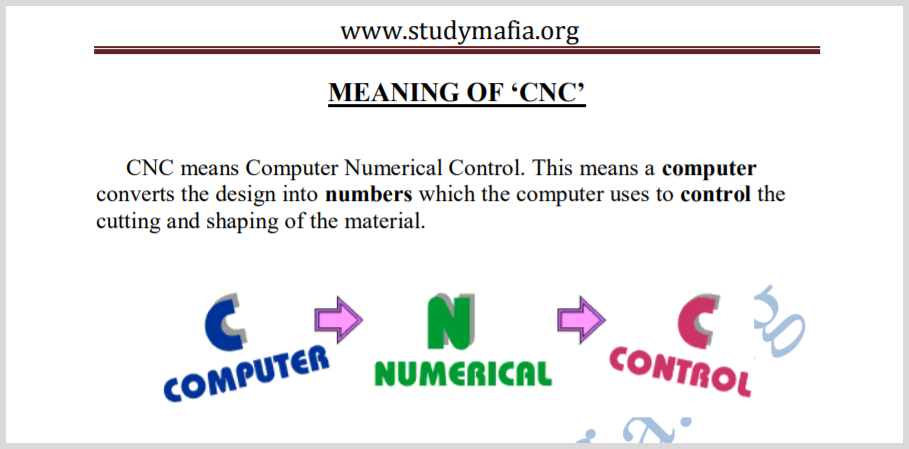 www.studymafia.org
MEANING OF ‘CNC’
CNC means Computer Numerical Control. This means a computer
converts the design into numbers which the computer uses to control the
cutting and shaping of the material.
C N C
COMPUTER NUMERICAL CONTROL